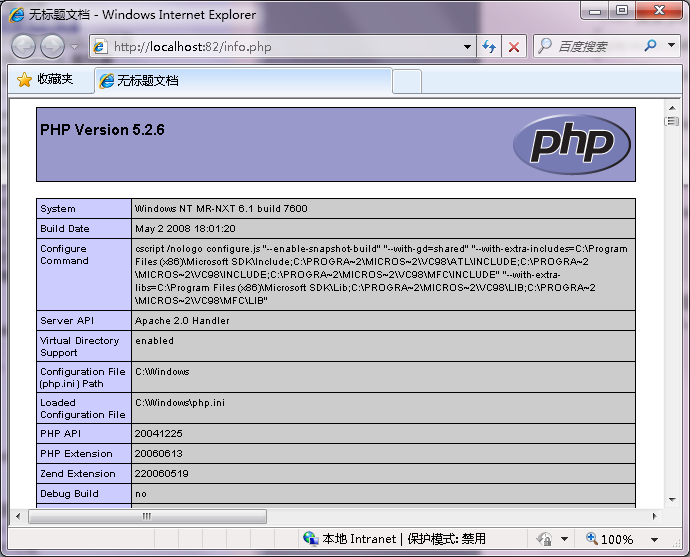 无标题文档 - Windows Internet Explorer
http://localhost:82/info.php
百度搜索
收藏夹
无标题文档
PHP Version 5.2.6
php
System Windows NT MR-NXT 6.1 build 7600
Build Date May 2 2008 18:01:20
Configure cscript /nologo configure.js "--enable-snapshot-build" "--with-gd=shared" "--with-extra-includes=C:\Program
Command Files (x86)\Microsoft SDK\Include;C:\PROGRA~2\MICROS~2\VC98\ATL\INCLUDE;C:\PROGRA~2
\MICROS~2\VC98\INCLUDE;C:\PROGRA~2\MICROS~2\VC98\MFC\INCLUDE" "--with-extra-
libs=C:\Program Files (x86)\Microsoft SDK\Lib;C:\PROGRA~2\MICROS~2\VC98\LIB;C:\PROGRA~2
\MICROS~2\VC98\MFC\LIB"
Server API Apache 2.0 Handler
Virtual Directory enabled
Support
Configuration File C:\Windows
(php.ini) Path
Loaded C:\Windows\php.ini
Configuration File
PHP API 20041225
PHP Extension 20060613
Zend Extension 220060519
Debug Build no
本地 Intranet | 保护模式: 禁用
100%